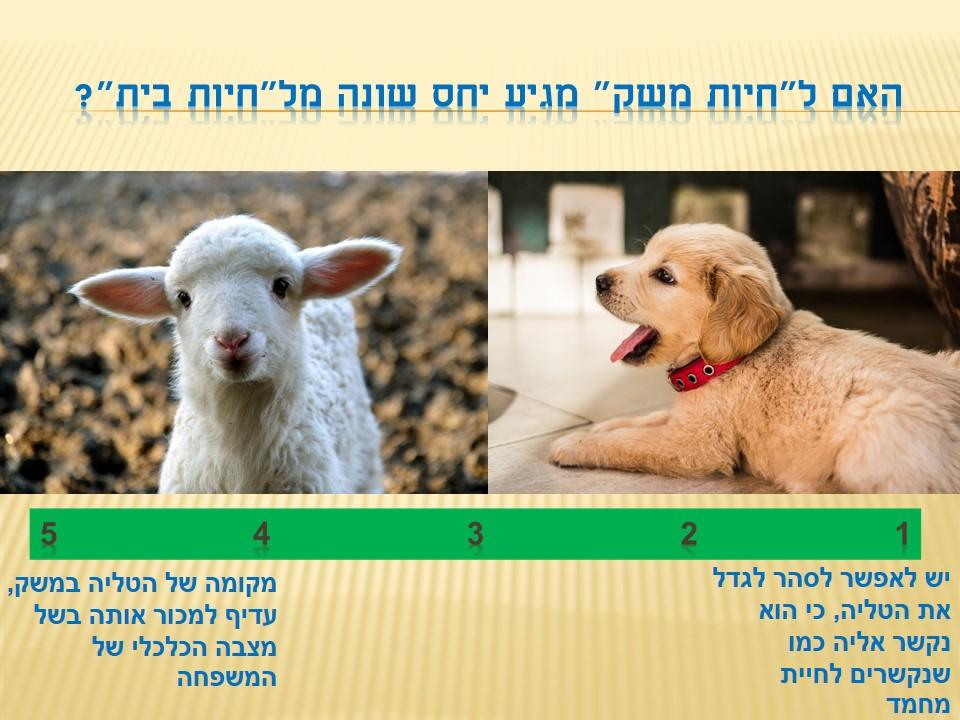 האם ל"חיות משק" מגיע יחס שונה מל"חיות בית"?
1 2 3 4 5
יש לאפשר לסהר לגדל
את הטליה, כי הוא
נקשר אליה כמו
שנקשרים לחיית
מחמד
מקומה של הטליה במשק,
עדיף למכור אותה בשל
מצבה הכלכלי של
המשפחה